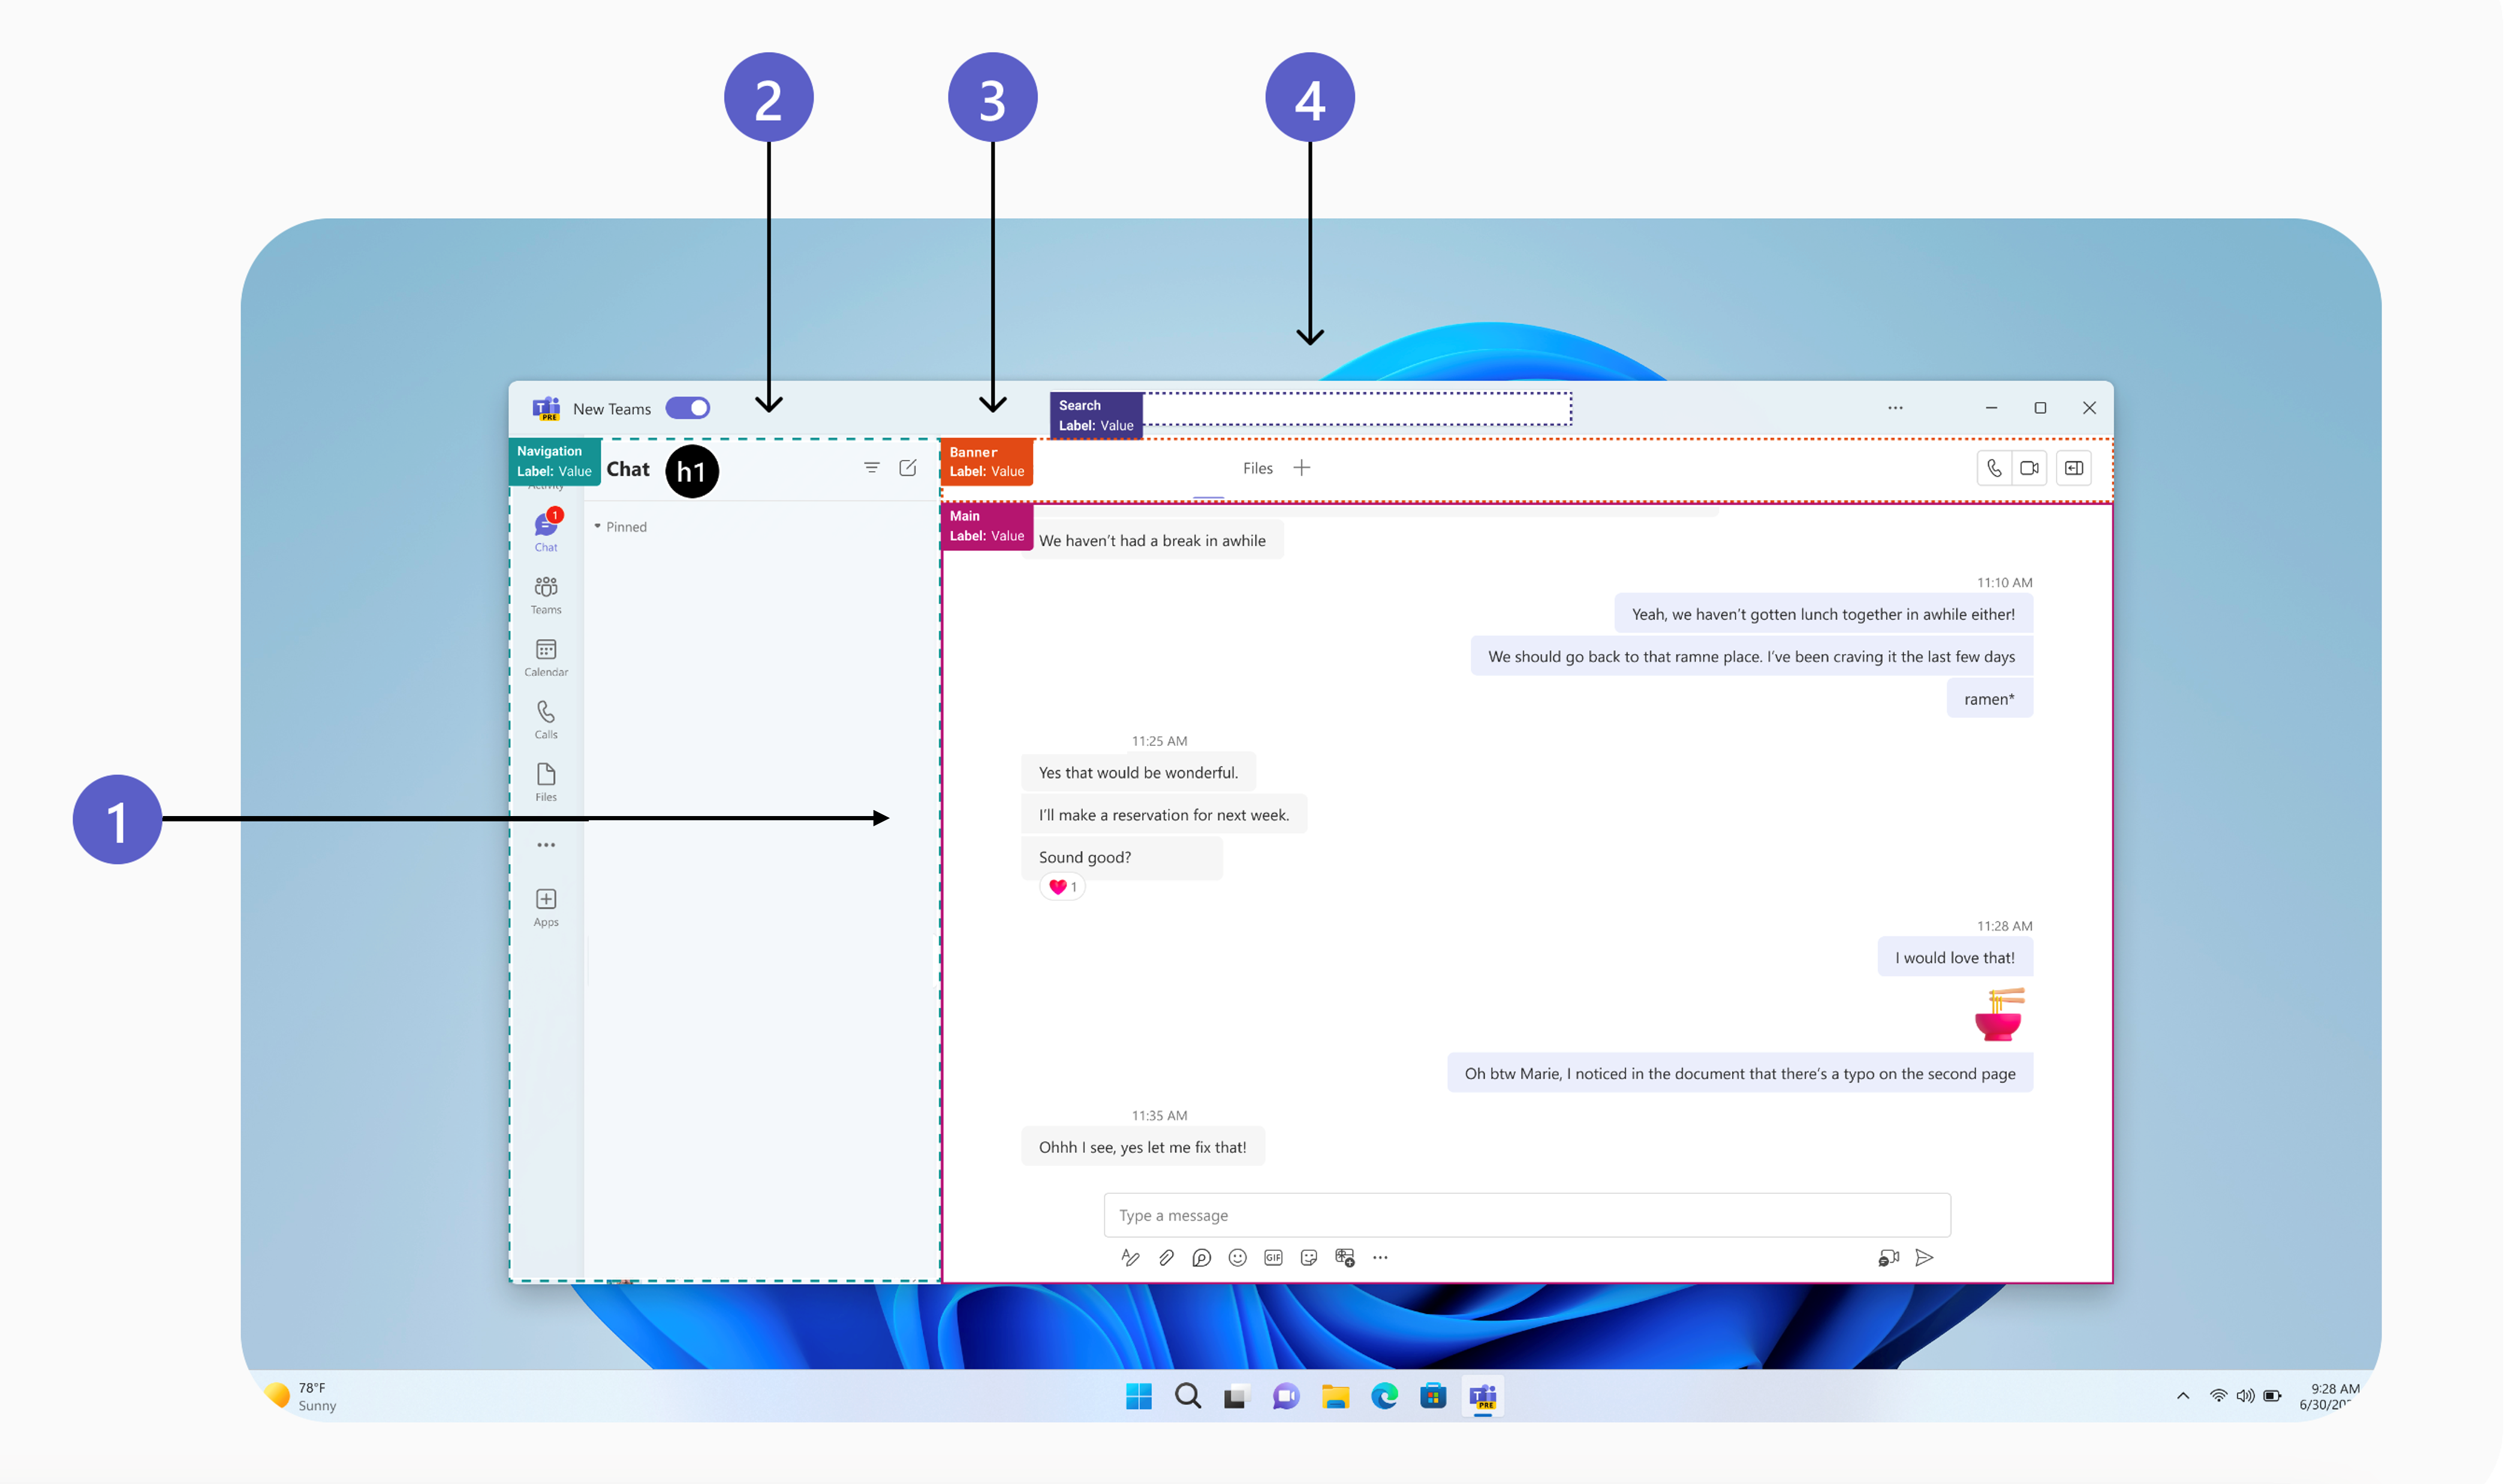 2
3
4
New Teams
PRE
Search
Label: Value
Navigation
Label: Value
Chat
h1
Banner
Label: Value
Files
Activity
Main
Label: Value
1
Chat
Pinned
We haven't had a break in awhile
11:10 AM
Teams
Yeah, we haven't gotten lunch together in awhile either!
Calendar
We should go back to that ramne place. I've been craving it the last few days
ramen*
Calls
11:25 AM
Yes that would be wonderful.
Files
I'll make a reservation for next week.
1
Sound good?
1
Apps
11:28 AM
I would love that!
Oh btw Marie, I noticed in the document that there's a typo on the second page
11:35 AM
Ohhh I see, yes let me fix that!
Type a message
GIF
78°F
Sunny
PRE
9:28 AM